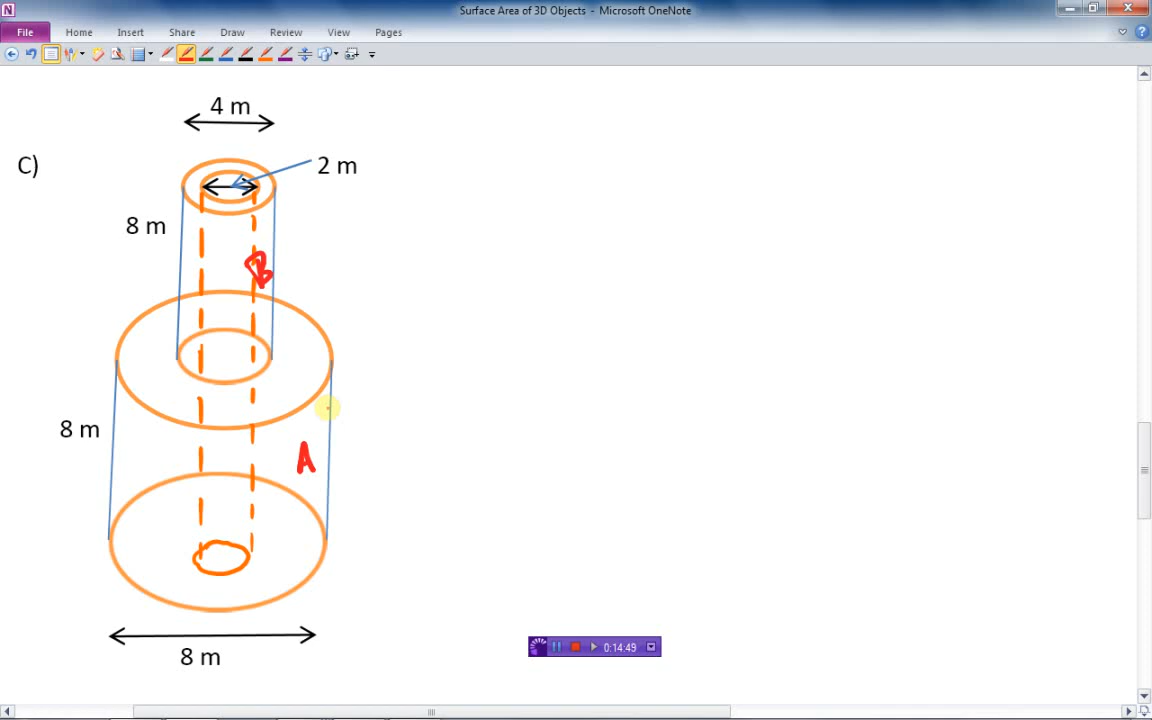 Surface Area of 3D Objects - Microsoft OneNote
File Home Insert Share Draw Review View Pages
4 m
C)
2 m
8 m
B
8 m
A
8 m
0:14:49